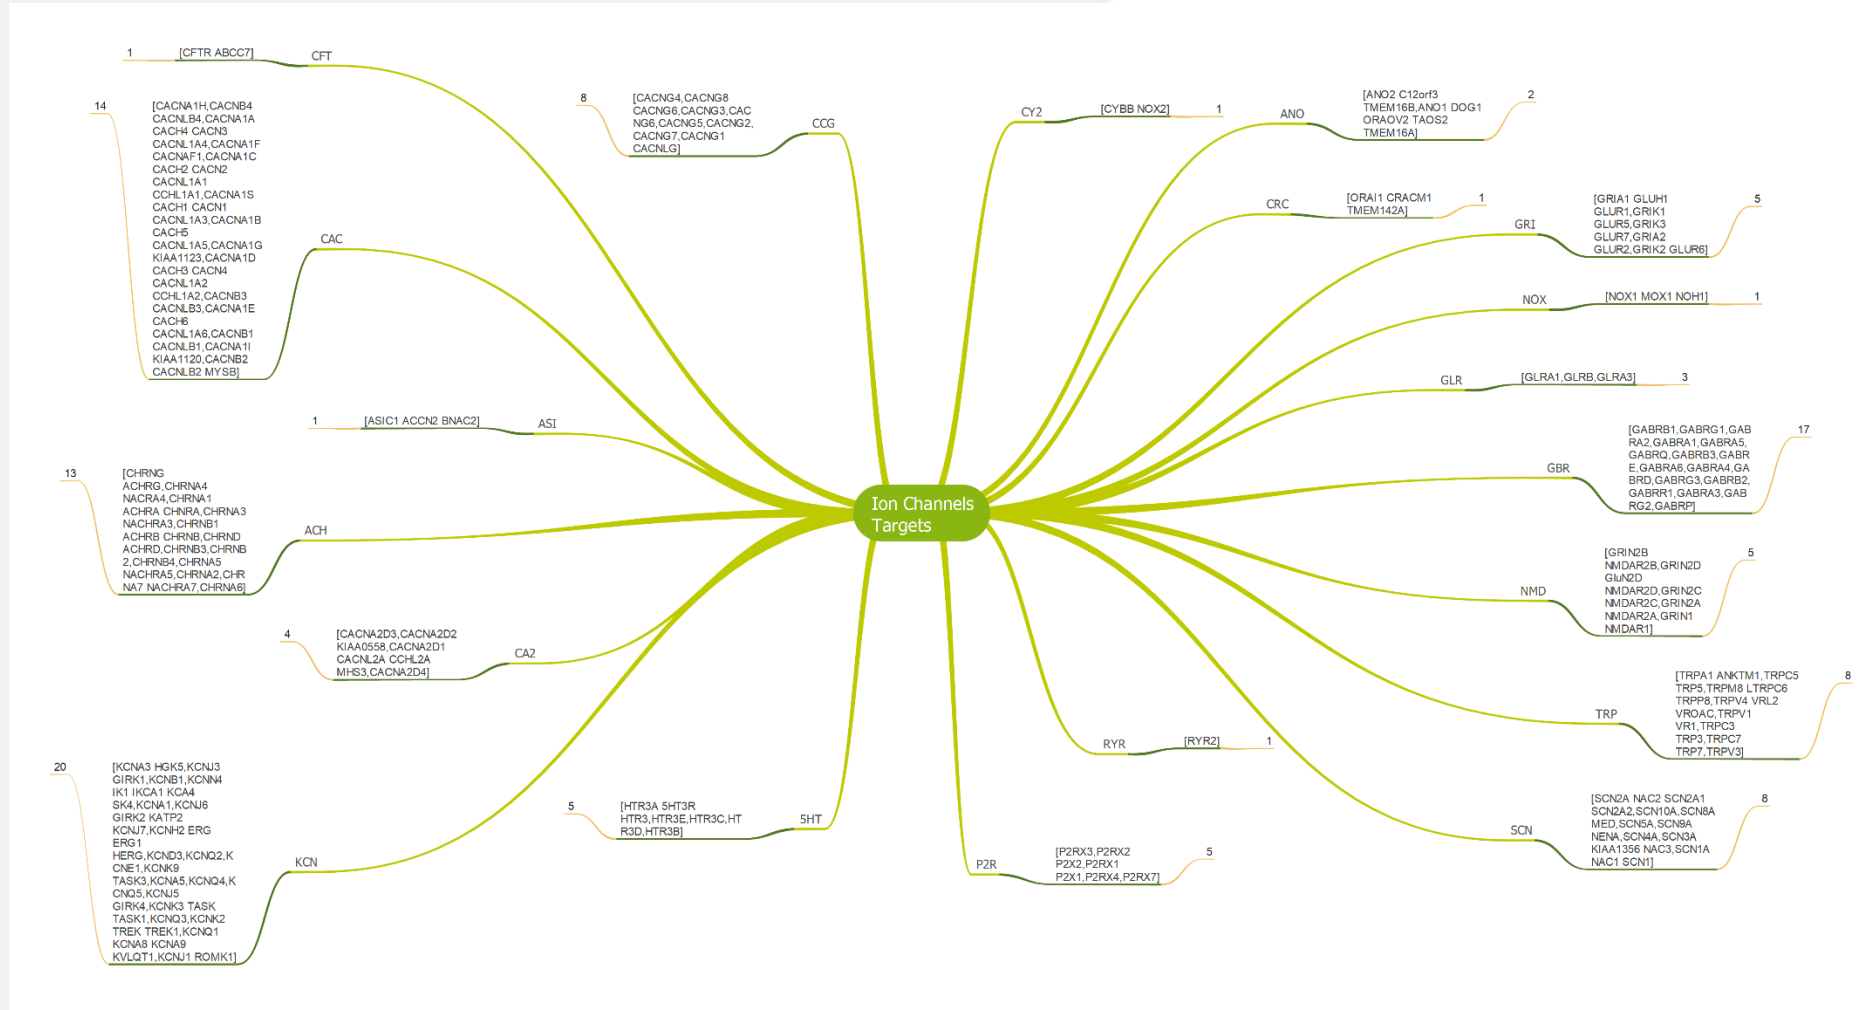 1
[CFTR ABCC7]
CFT
14
[CACNA1H,CACNB4
CACNLB4,CACNA1A
CACH4 CACN3
CACNL1A4,CACNA1F
CACNAF1,CACNA1C
CACH2 CACN2
CACNL1A1
CCHL1A1,CACNA1S
CACH1 CACN1
CACNL1A3,CACNA1B
CACH5
CACNL1A5,CACNA1G
KIAA1123,CACNA1D
CACH3 CACN4
CACNL1A2
CCHL1A2,CACNB3
CACNLB3,CACNA1E
CACH6
CACNL1A6,CACNB1
CACNLB1,CACNA1I
KIAA1120,CACNB2
CACNLB2 MYSB]
CAC
8
[CACNG4,CACNG8
CACNG6,CACNG3,CAC
NG6,CACNG5,CACNG2,
CACNG7,CACNG1
CACNLG]
CCG
1
[ASIC1 ACCN2 BNAC2]
ASI
13
[CHRNG
ACHRG,CHRNA4
NACRA4,CHRNA1
ACHRA CHNRA,CHRNA3
NACHRA3,CHRNB1
ACHRB CHRNB,CHRND
ACHRD,CHRNB3,CHRNB
2,CHRNB4,CHRNA5
NACHRA5,CHRNA2,CHR
NA7 NACHRA7,CHRNA6]
ACH
4
[CACNA2D3,CACNA2D2
KIAA0558,CACNA2D1
CACNL2A CCHL2A
MHS3,CACNA2D4]
CA2
20
[KCNA3 HGK5,KCNJ3
GIRK1,KCNB1,KCNN4
IK1 IKCA1 KCA4
SK4,KCNA1,KCNJ6
GIRK2 KATP2
KCNJ7,KCNH2 ERG
ERG1
HERG,KCND3,KCNQ2,K
CNE1,KCNK9
TASK3,KCNA5,KCNQ4,K
CNQ5,KCNJ5
GIRK4,KCNK3 TASK
TASK1,KCNQ3,KCNK2
TREK TREK1,KCNQ1
KCNA8 KCNA9
KVLQT1,KCNJ1 ROMK1]
KCN
5
[HTR3A 5HT3R
HTR3,HTR3E,HTR3C,HT
R3D,HTR3B]
5HT
Ion Channels
Targets
CY2
[CYBB NOX2]
1
ANO
[ANO2 C12orf3
TMEM16B,ANO1 DOG1
ORAOV2 TAOS2
TMEM16A]
2
CRC
[ORAI1 CRACM1
TMEM142A]
1
GRI
[GRIA1 GLUH1
GLUR1,GRIK1
GLUR5,GRIK3
GLUR7,GRIA2
GLUR2,GRIK2 GLUR6]
5
NOX
[NOX1 MOX1 NOH1]
1
GLR
[GLRA1,GLRB,GLRA3]
3
GBR
[GABRB1,GABRG1,GAB
RA2,GABRA1,GABRA5,
GABRQ,GABRB3,GABR
E,GABRA6,GABRA4,GA
BRD,GABRG3,GABRB2,
GABRR1,GABRA3,GAB
RG2,GABRP]
17
NMD
[GRIN2B
NMDAR2B,GRIN2D
GluN2D
NMDAR2D,GRIN2C
NMDAR2C,GRIN2A
NMDAR2A,GRIN1
NMDAR1]
5
TRP
[TRPA1 ANKTM1,TRPC5
TRP5,TRPM8 LTRPC6
TRPP8,TRPV4 VRL2
VROAC,TRPV1
VR1,TRPC3
TRP3,TRPC7
TRP7,TRPV3]
8
RYR
[RYR2]
1
SCN
[SCN2A NAC2 SCN2A1
SCN2A2,SCN10A,SCN8A
MED,SCN5A,SCN9A
NENA,SCN4A,SCN3A
KIAA1356 NAC3,SCN1A
NAC1 SCN1]
8
P2R
[P2RX3,P2RX2
P2X2,P2RX1
P2X1,P2RX4,P2RX7]
5